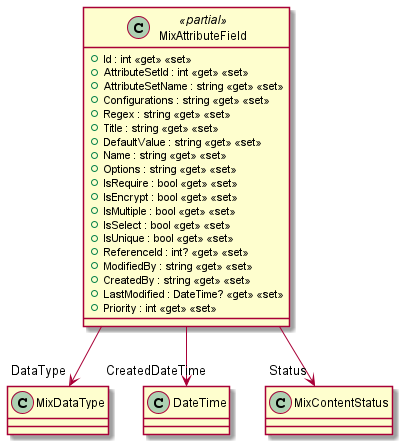 «partial»
C MixAttributeField
Id : int «get» «set»
AttributeSetId : int «get» «set»
AttributeSetName : string «get» «set»
Configurations : string «get» «set»
Regex : string «get» «set»
Title : string «get» «set»
DefaultValue : string «get» «set»
Name : string «get» «set»
Options : string «get» «set»
IsRequire : bool «get» «set»
IsEncrypt : bool «get» «set»
IsMultiple : bool «get» «set»
IsSelect : bool «get» «set»
IsUnique : bool «get» «set»
ReferenceId : int? «get» «set»
ModifiedBy : string «get» «set»
CreatedBy : string «get» «set»
LastModified : DateTime? «get» «set»
Priority : int «get» «set»
DataType CreatedDateTime Status
C MixDataType C DateTime C MixContentStatus